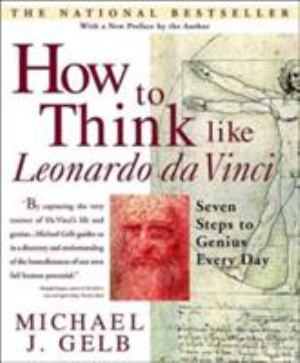 THE NATIONAL BESTSELLER
With a New Preface by the Author
How
to
Think like
Leonardo da Vinci
Seven
Steps to
Genius
Every Day
"By capturing the very
essence of Da Vinci's life and
genius, Michael Gelb guides us
to a discovery and understanding
of the boundlessness of our own
full human potential."
MICHAEL
J. GELB